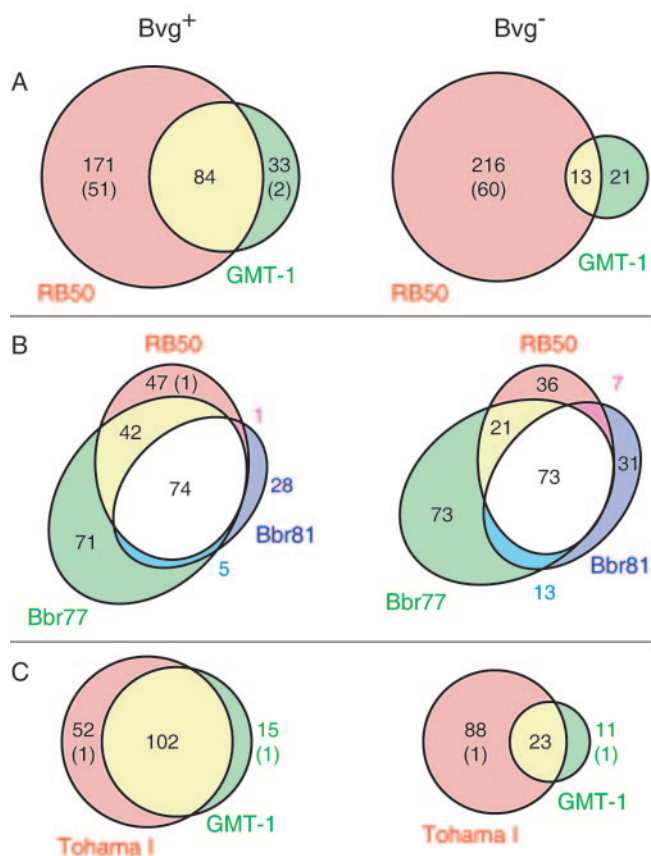 Bvg+
Bvg-
A
171
(51)
84
33
(2)
GMT-1
RB50
216
(60)
13
21
GMT-1
RB50
B
RB50
47 (1)
1
42
74
28
71
Bbr81
5
Bbr77
RB50
36
7
21
31
73
73
Bbr81
Bbr77
13
C
52
(1)
102
15
(1)
GMT-1
Tohama I
88
(1)
23
11
(1)
GMT-1
Tohama I